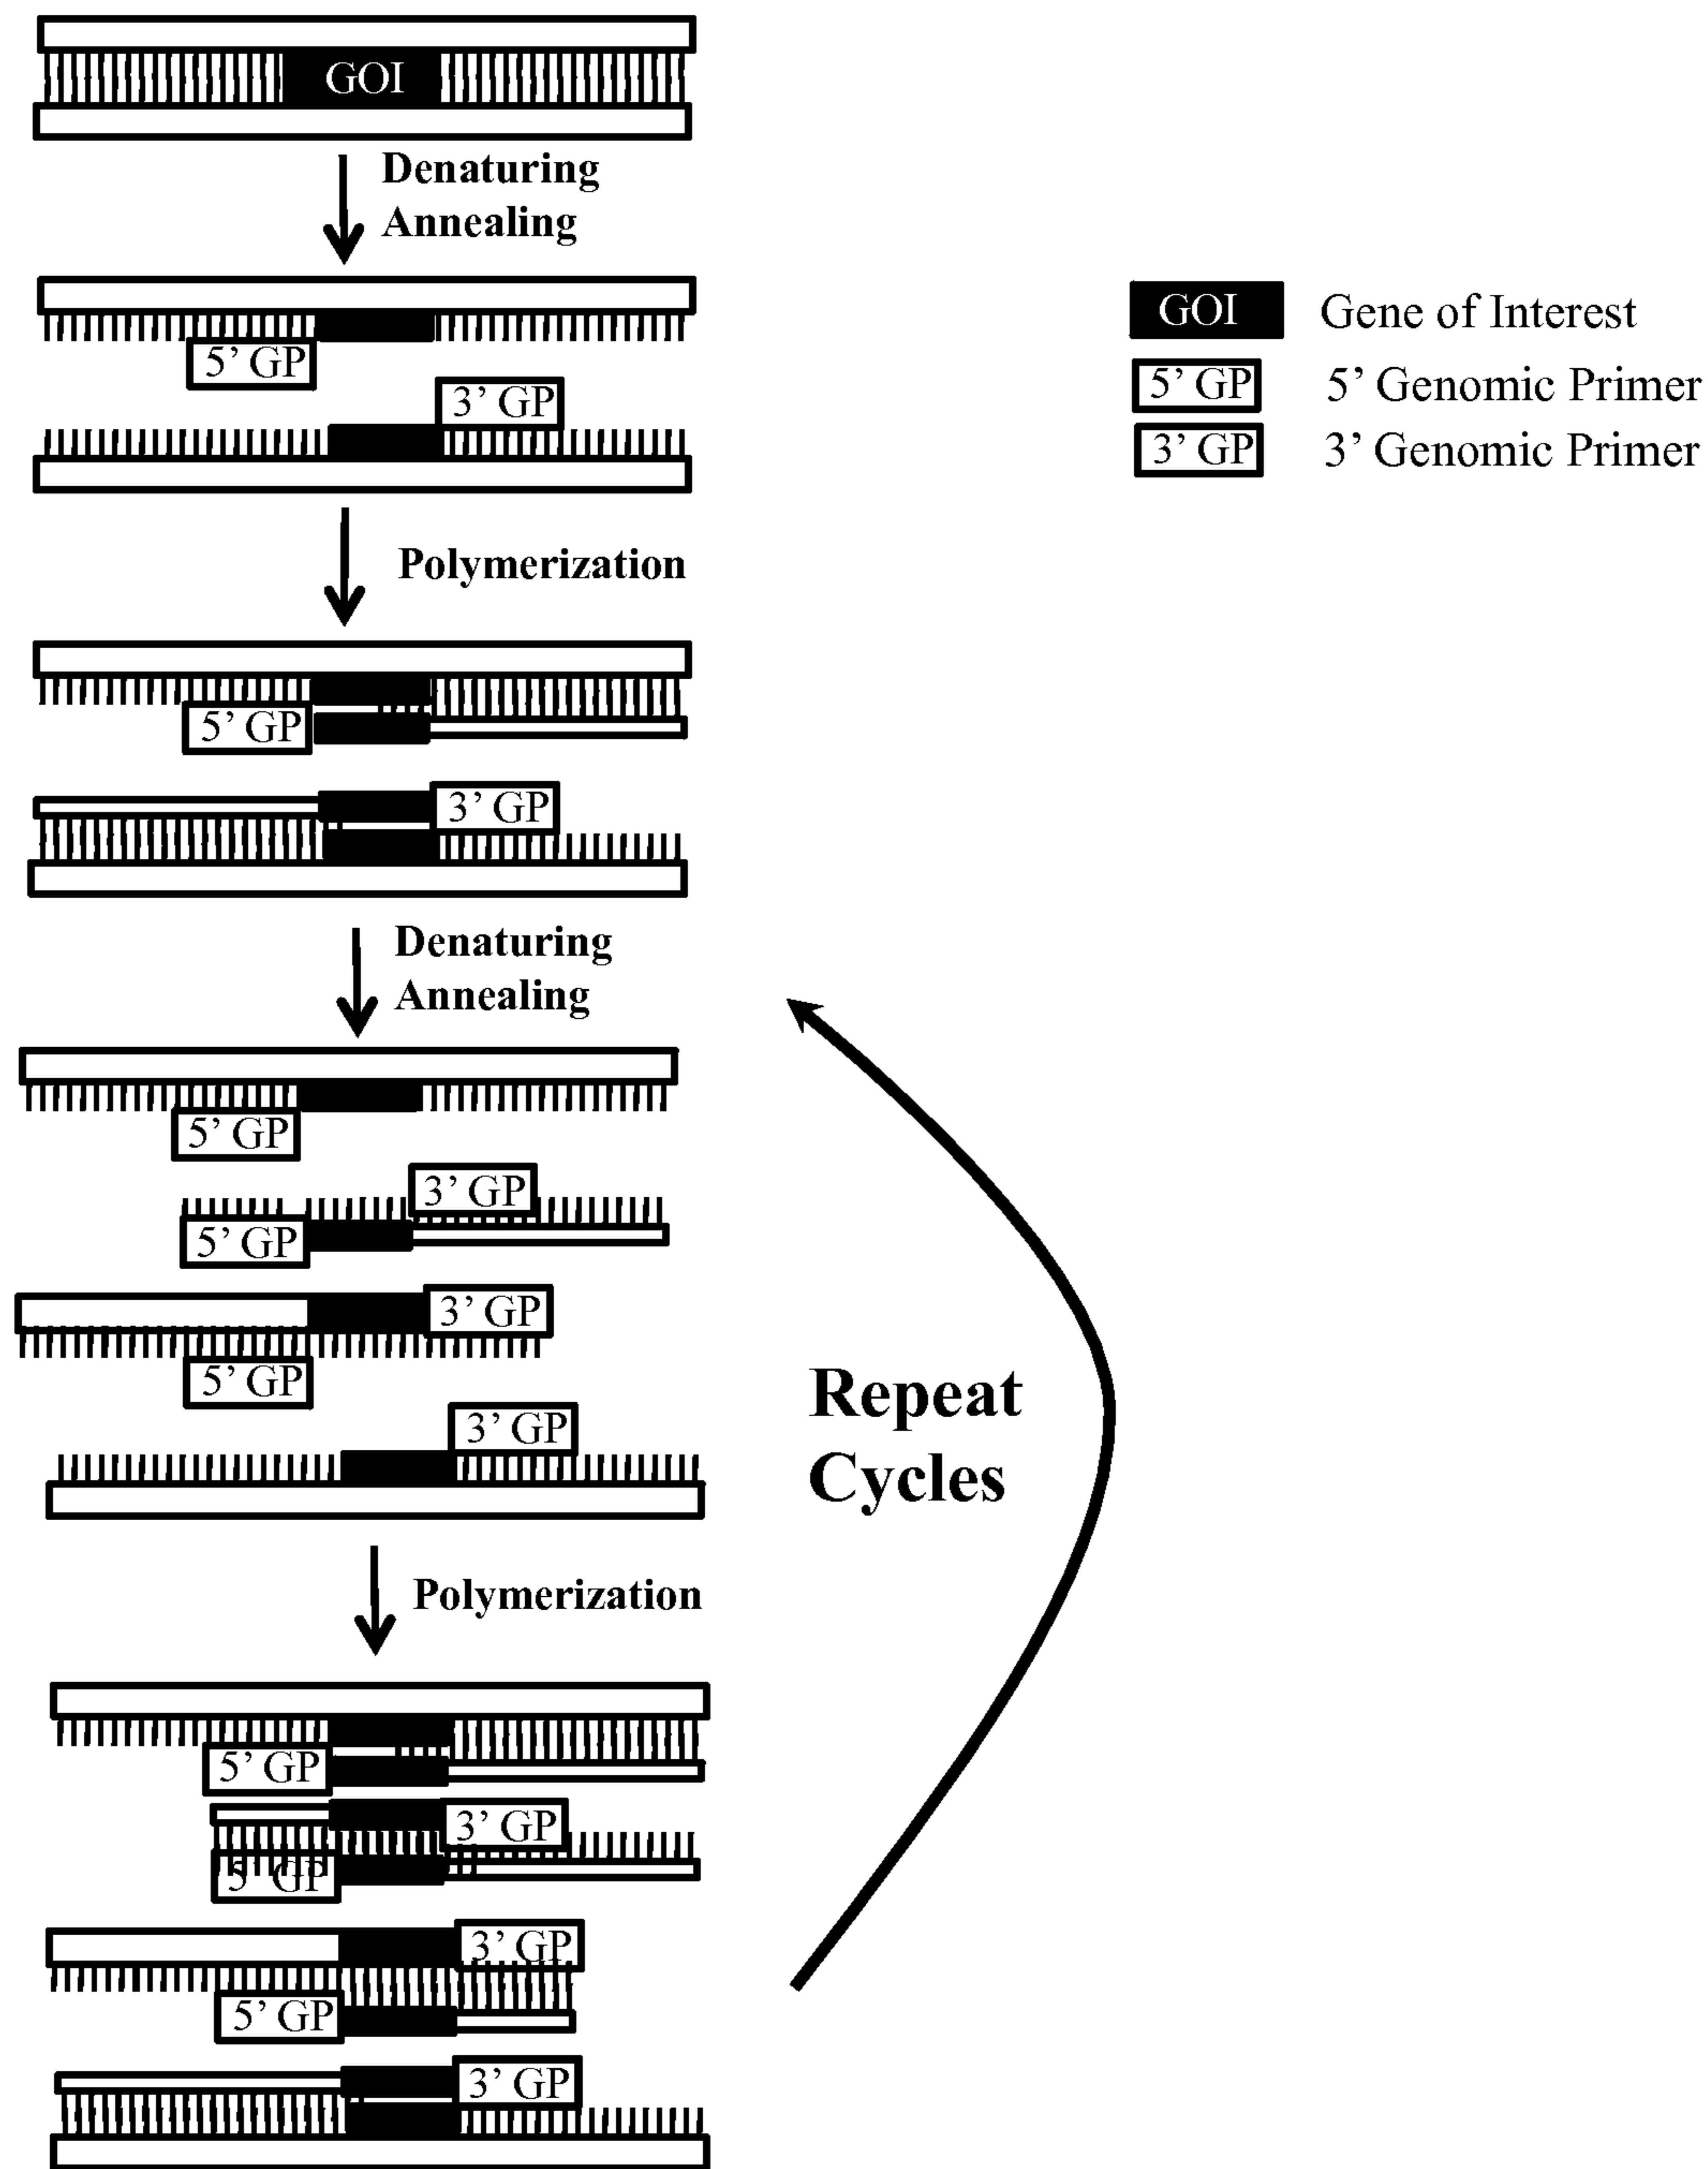 GOI
Denaturing
Annealing
5’ GP
3’ GP
GOI Gene of Interest
5’ GP 5’ Genomic Primer
3’ GP 3’ Genomic Primer
Polymerization
5’ GP
3’ GP
Denaturing
Annealing
5’ GP
3’ GP
5’ GP
3’ GP
5’ GP
3’ GP
Repeat
Cycles
Polymerization
5’ GP
3’ GP
5’ GP
3’ GP
5’ GP
3’ GP